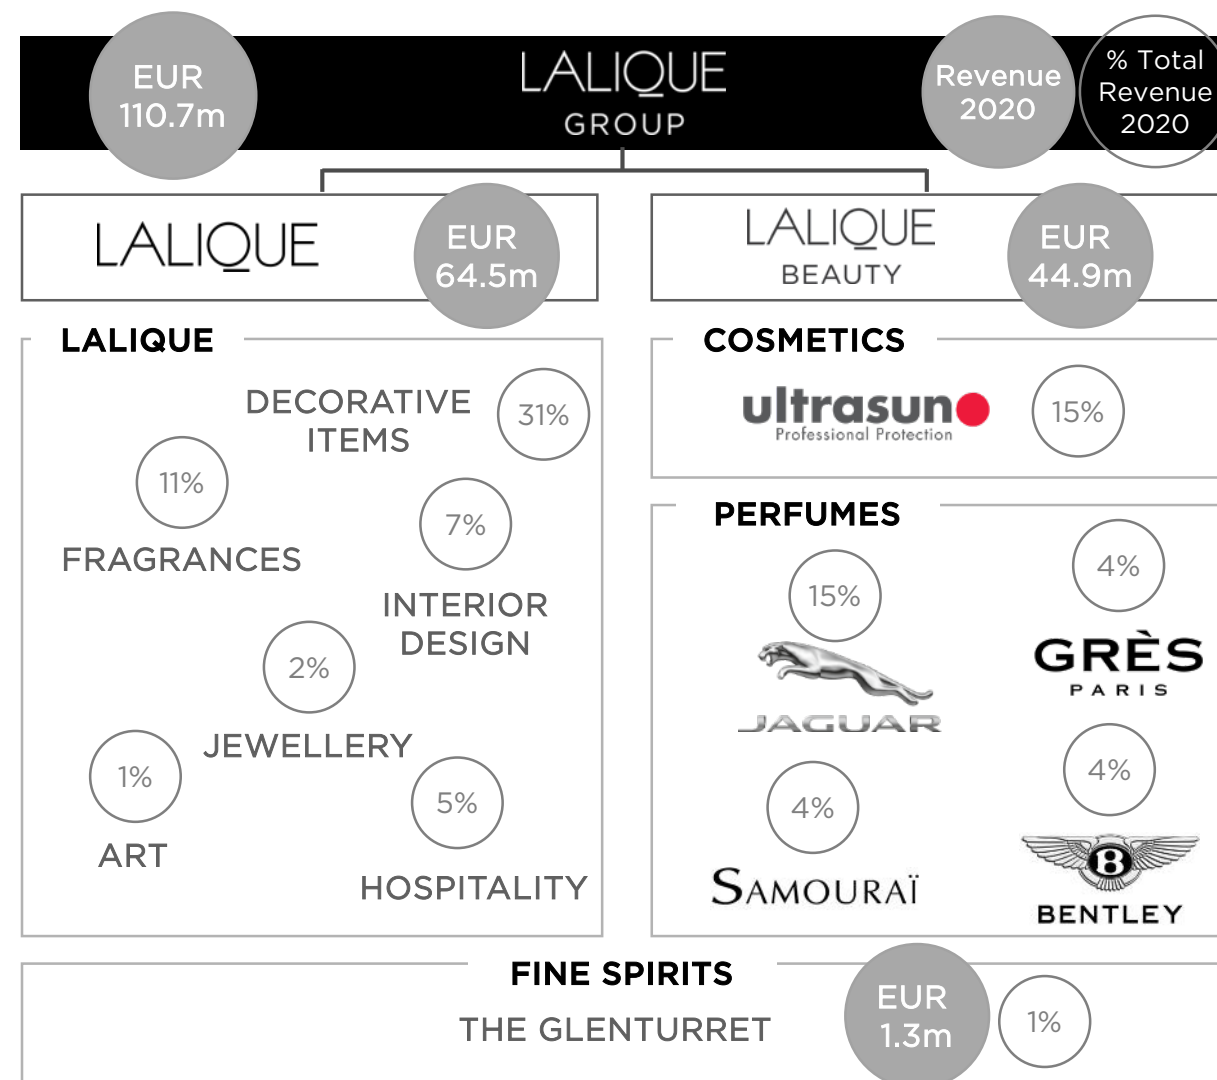 EUR
110.7m
LALIQUE
GROUP
Revenue
2020
% Total
Revenue
2020
LALIQUE
EUR
64.5m
LALIQUE
BEAUTY
EUR
44.9m
LALIQUE
DECORATIVE
ITEMS
31%
11%
FRAGRANCES
7%
INTERIOR
DESIGN
2%
JEWELLERY
1%
ART
5%
HOSPITALITY
COSMETICS
ultrasun
Professional Protection
15%
PERFUMES
15%
JAGUAR
4%
GRÈS
PARIS
4%
SAMOURAÏ
4%
B
BENTLEY
FINE SPIRITS
THE GLENTURRET
EUR
1.3m
1%